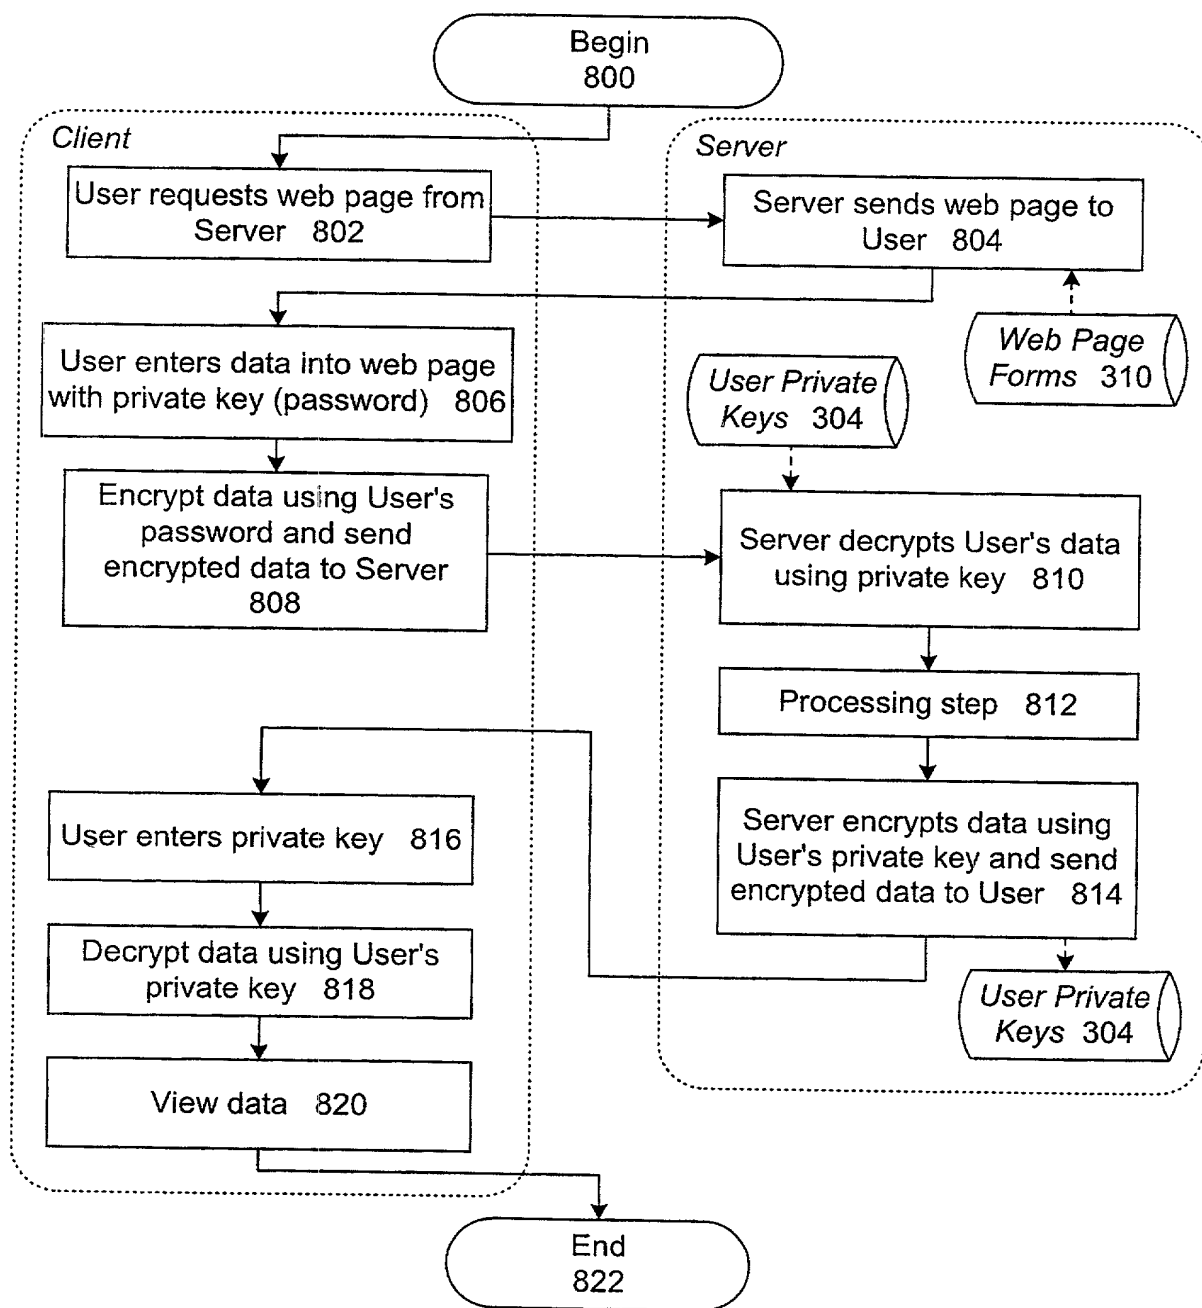 Begin
800
Client
User requests web page from
Server 802
Server
Server sends web page to
User 804
Web Page
Forms 310
User enters data into web page
with private key (password) 806
User Private
Keys 304
Encrypt data using User's
password and send
encrypted data to Server
808
Server decrypts User's data
using private key 810
Processing step 812
Server encrypts data using
User's private key and send
encrypted data to User 814
User Private
Keys 304
User enters private key 816
Decrypt data using User's
private key 818
View data 820
End
822